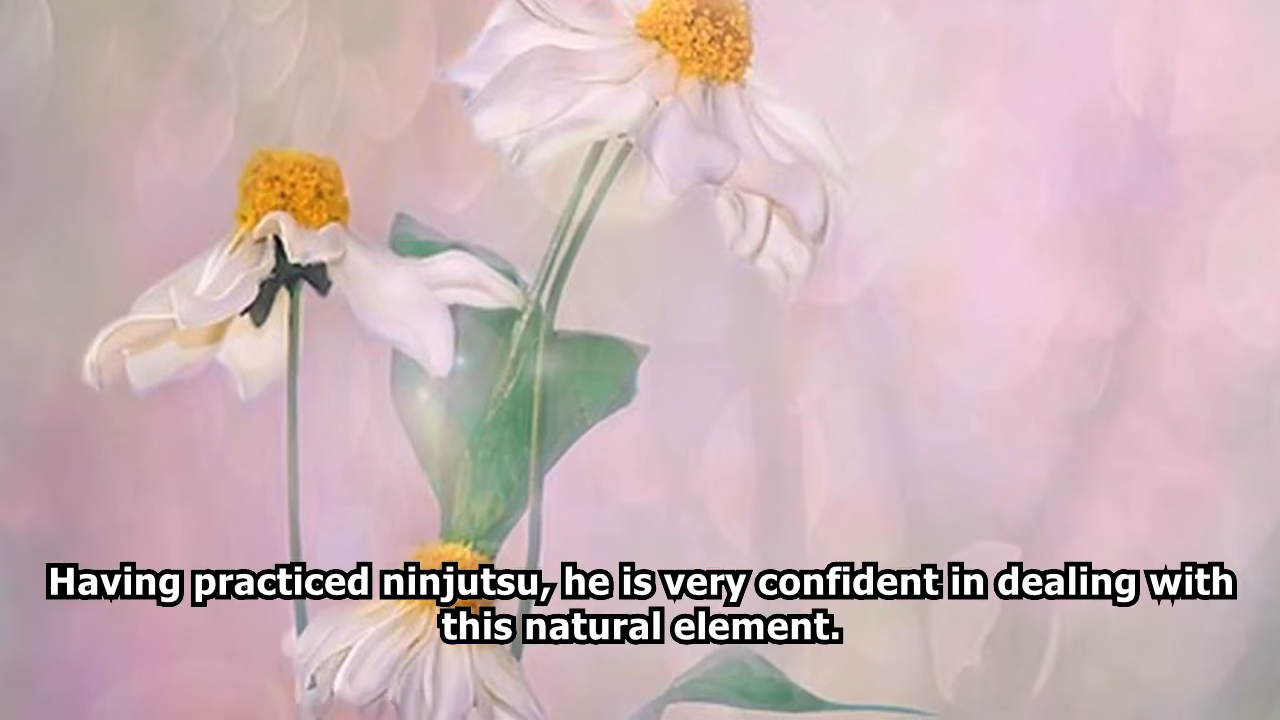 Having practiced ninjutsu, he is very confident in dealing with
this natural element.